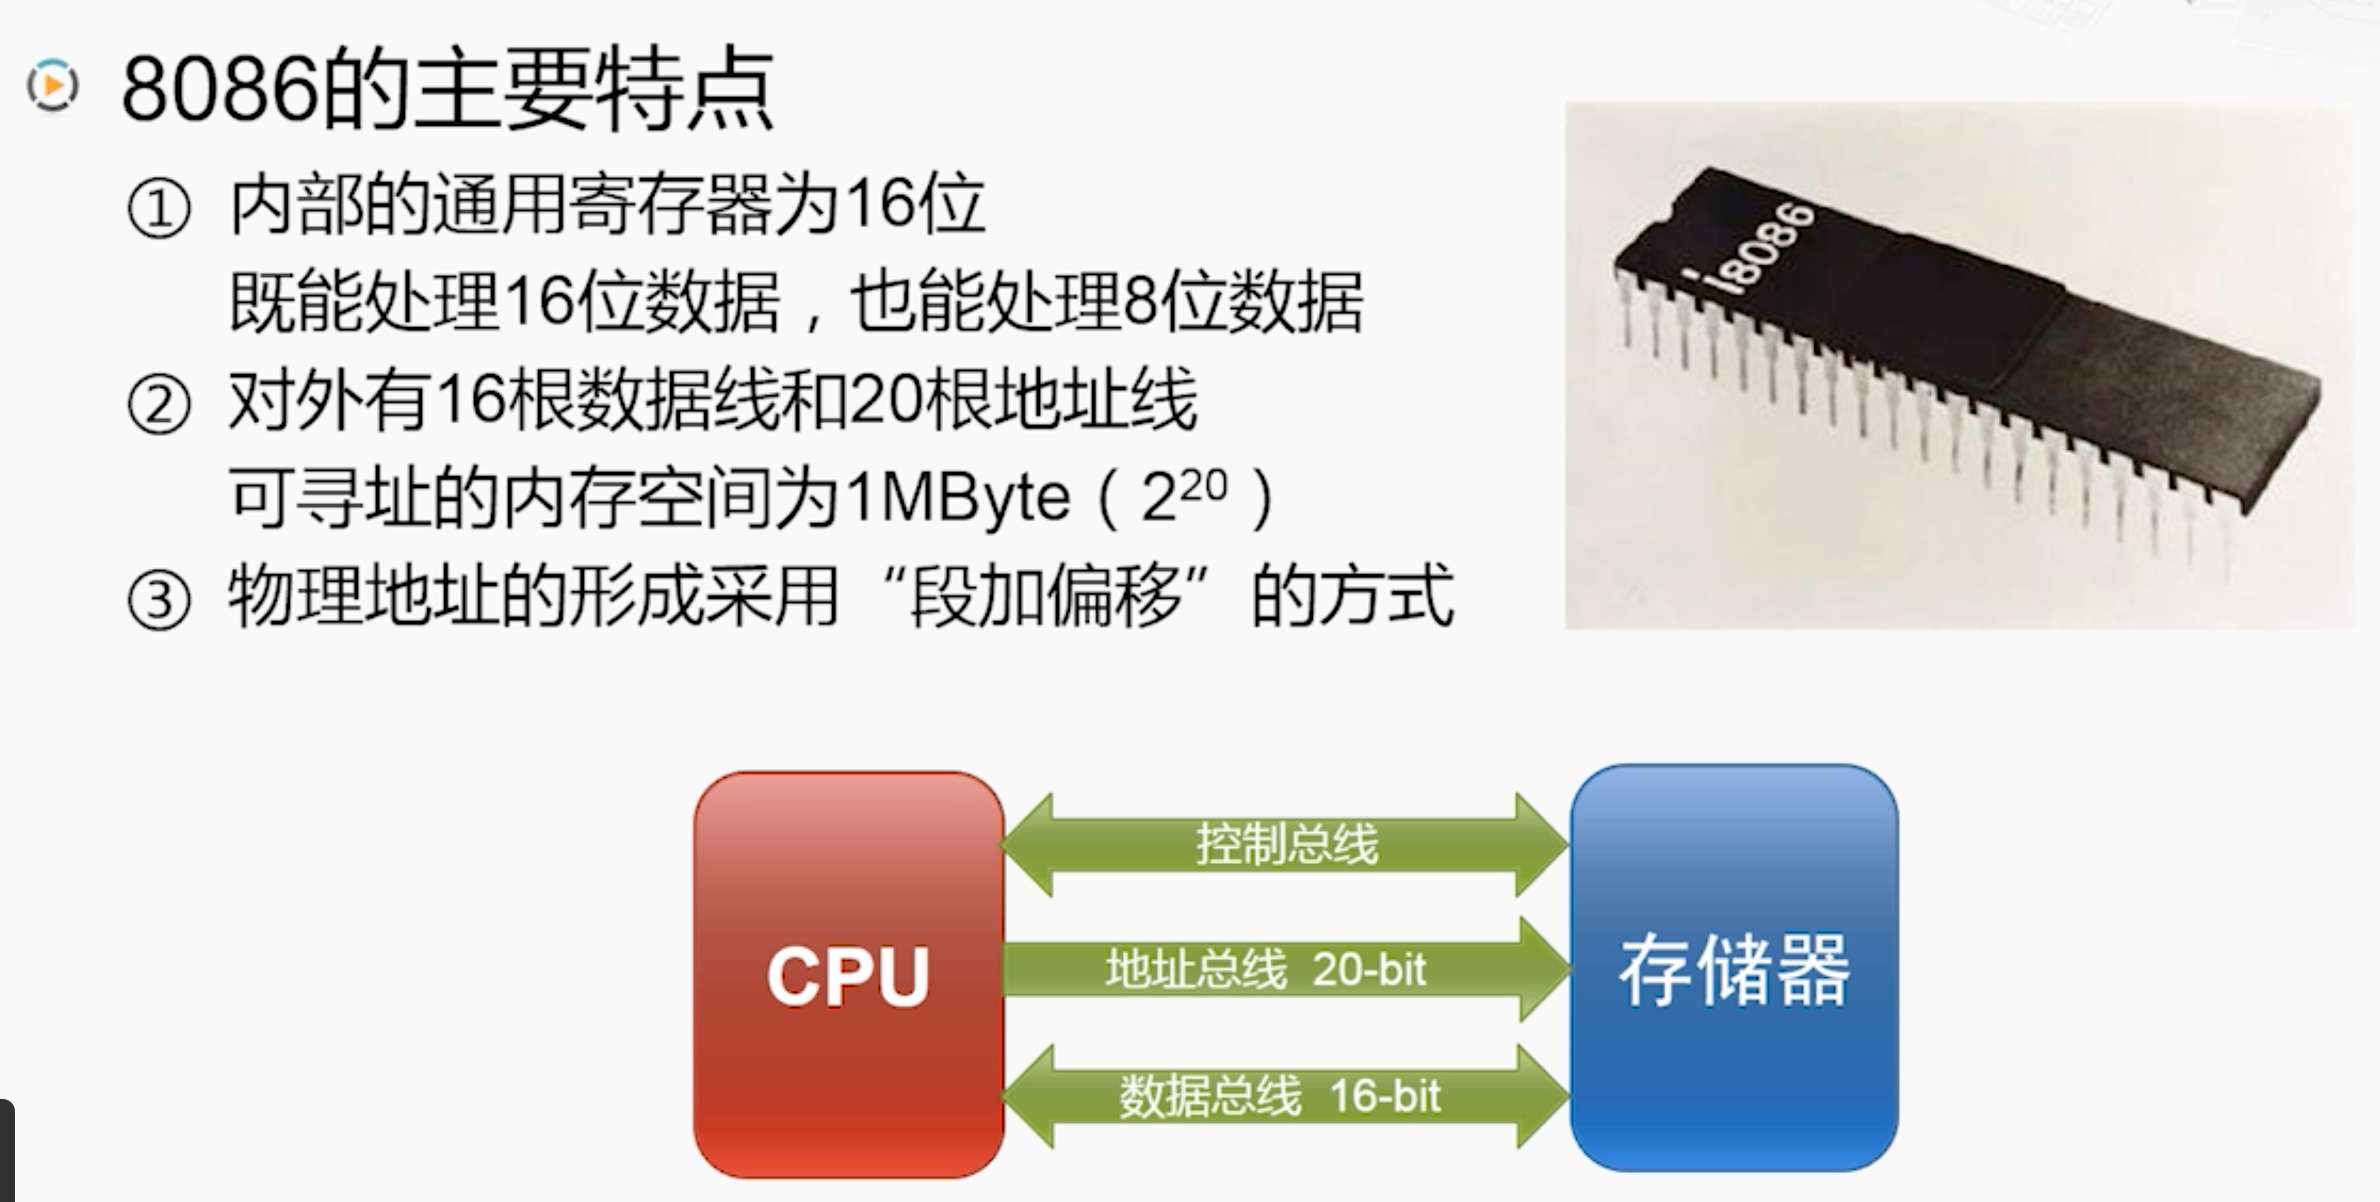 8086的主要特点
① 内部的通用寄存器为16位
既能处理16位数据，也能处理8位数据
② 对外有16根数据线和20根地址线
可寻址的内存空间为1MByte（2²⁰）
③ 物理地址的形成采用“段加偏移”的方式
i8086
控制总线
CPU
地址总线 20-bit
存储器
数据总线 16-bit